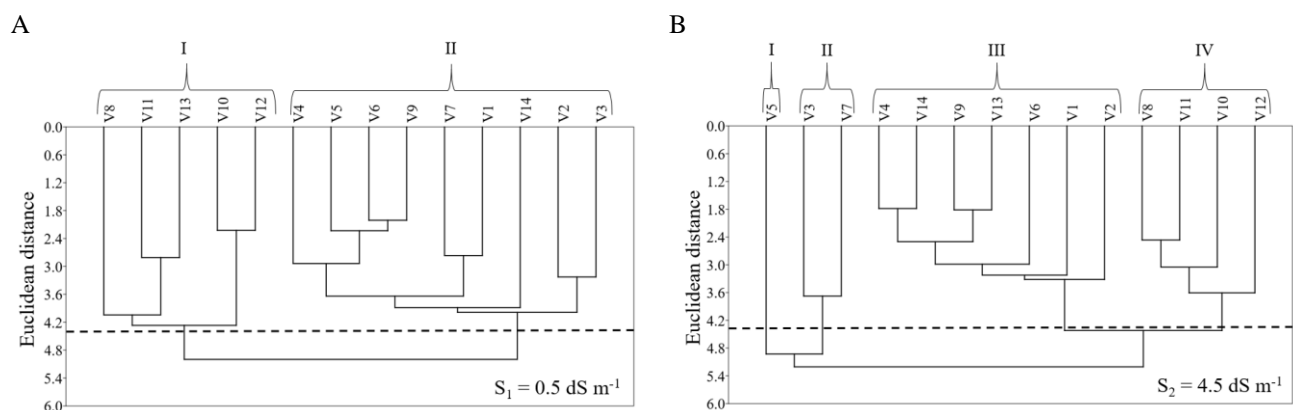 A
I II
V8 V11 V13 V10 V12 V4 V5 V6 V9 V7 V1 V14 V2 V3
0.0
0.6
1.2
1.8
2.4
3.0
3.6
4.2
4.8
5.4
6.0
Euclidean distance
S1 = 0.5 dS m-1
B
I II III IV
V5 V3 V7 V4 V14 V9 V13 V6 V1 V2 V8 V11 V10 V12
0.0
0.6
1.2
1.8
2.4
3.0
3.6
4.2
4.8
5.4
6.0
Euclidean distance
S2 = 4.5 dS m-1